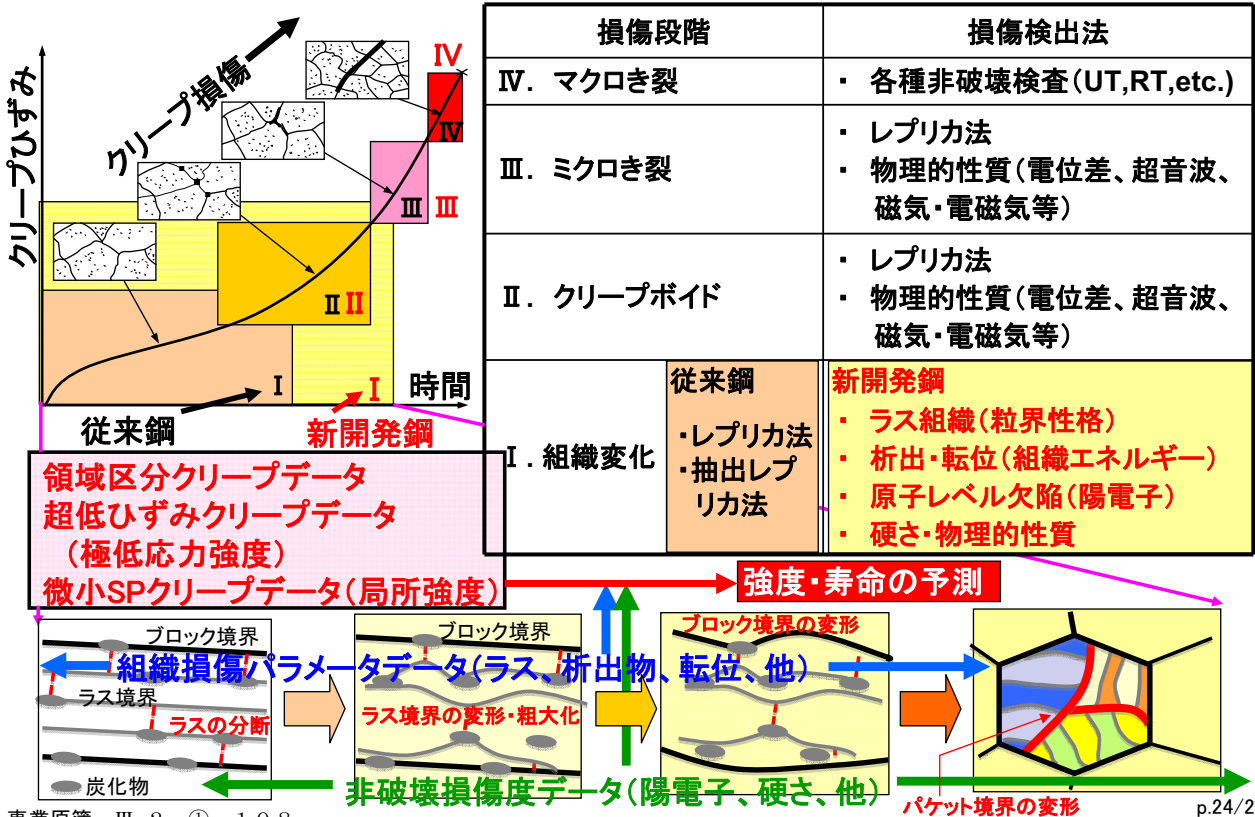 クリープひずみ
クリープ損傷
Ⅳ
Ⅳ
Ⅲ
Ⅲ
Ⅱ
Ⅱ
Ⅰ
Ⅰ
時間
従来鋼
新開発鋼
損傷段階
損傷検出法
Ⅳ. マクロき裂
・ 各種非破壊検査(UT,RT,etc.)
Ⅲ. ミクロき裂
・ レプリカ法
・ 物理的性質(電位差、超音波、
磁気・電磁気等)
Ⅱ. クリープボイド
・ レプリカ法
・ 物理的性質(電位差、超音波、
磁気・電磁気等)
Ⅰ.組織変化
従来鋼
・レプリカ法
・抽出レプ
リカ法
新開発鋼
・ ラス組織(粒界性格)
・ 析出・転位(組織エネルギー)
・ 原子レベル欠陥(陽電子)
・ 硬さ・物理的性質
領域区分クリープデータ
超低ひずみクリープデータ
(極低応力強度)
微小SPクリープデータ(局所強度)
強度・寿命の予測
ブロック境界
ブロック境界
ブロック境界の変形
組織損傷パラメータデータ(ラス、析出物、転位、他)
ラス境界
ラスの分断
ラス境界の変形・粗大化
炭化物
非破壊損傷度データ(陽電子、硬さ、他)
パケット境界の変形
p.24/2